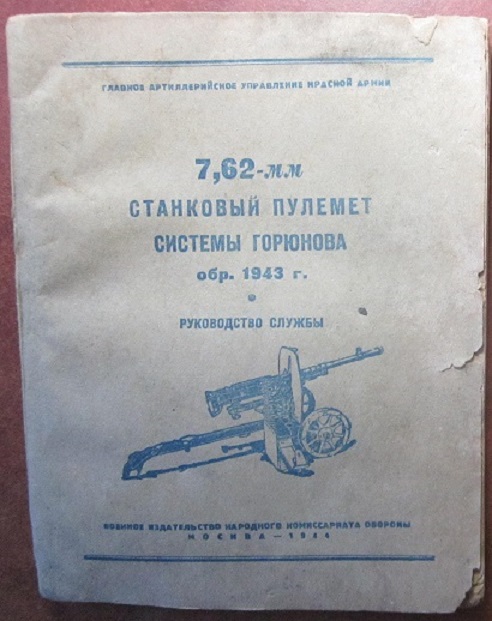 ГЛАВНОЕ АРТИЛЛЕРИЙСКОЕ УПРАВЛЕНИЕ КРАСНОЙ АРМИИ
7,62-мм
СТАНКОВЫЙ ПУЛЕМЕТ
СИСТЕМЫ ГОРЮНОВА
обр. 1943 г.
РУКОВОДСТВО СЛУЖБЫ
ВОЕННОЕ ИЗДАТЕЛЬСТВО НАРОДНОГО КОМИССАРИАТА ОБОРОНЫ
МОСКВА — 1944